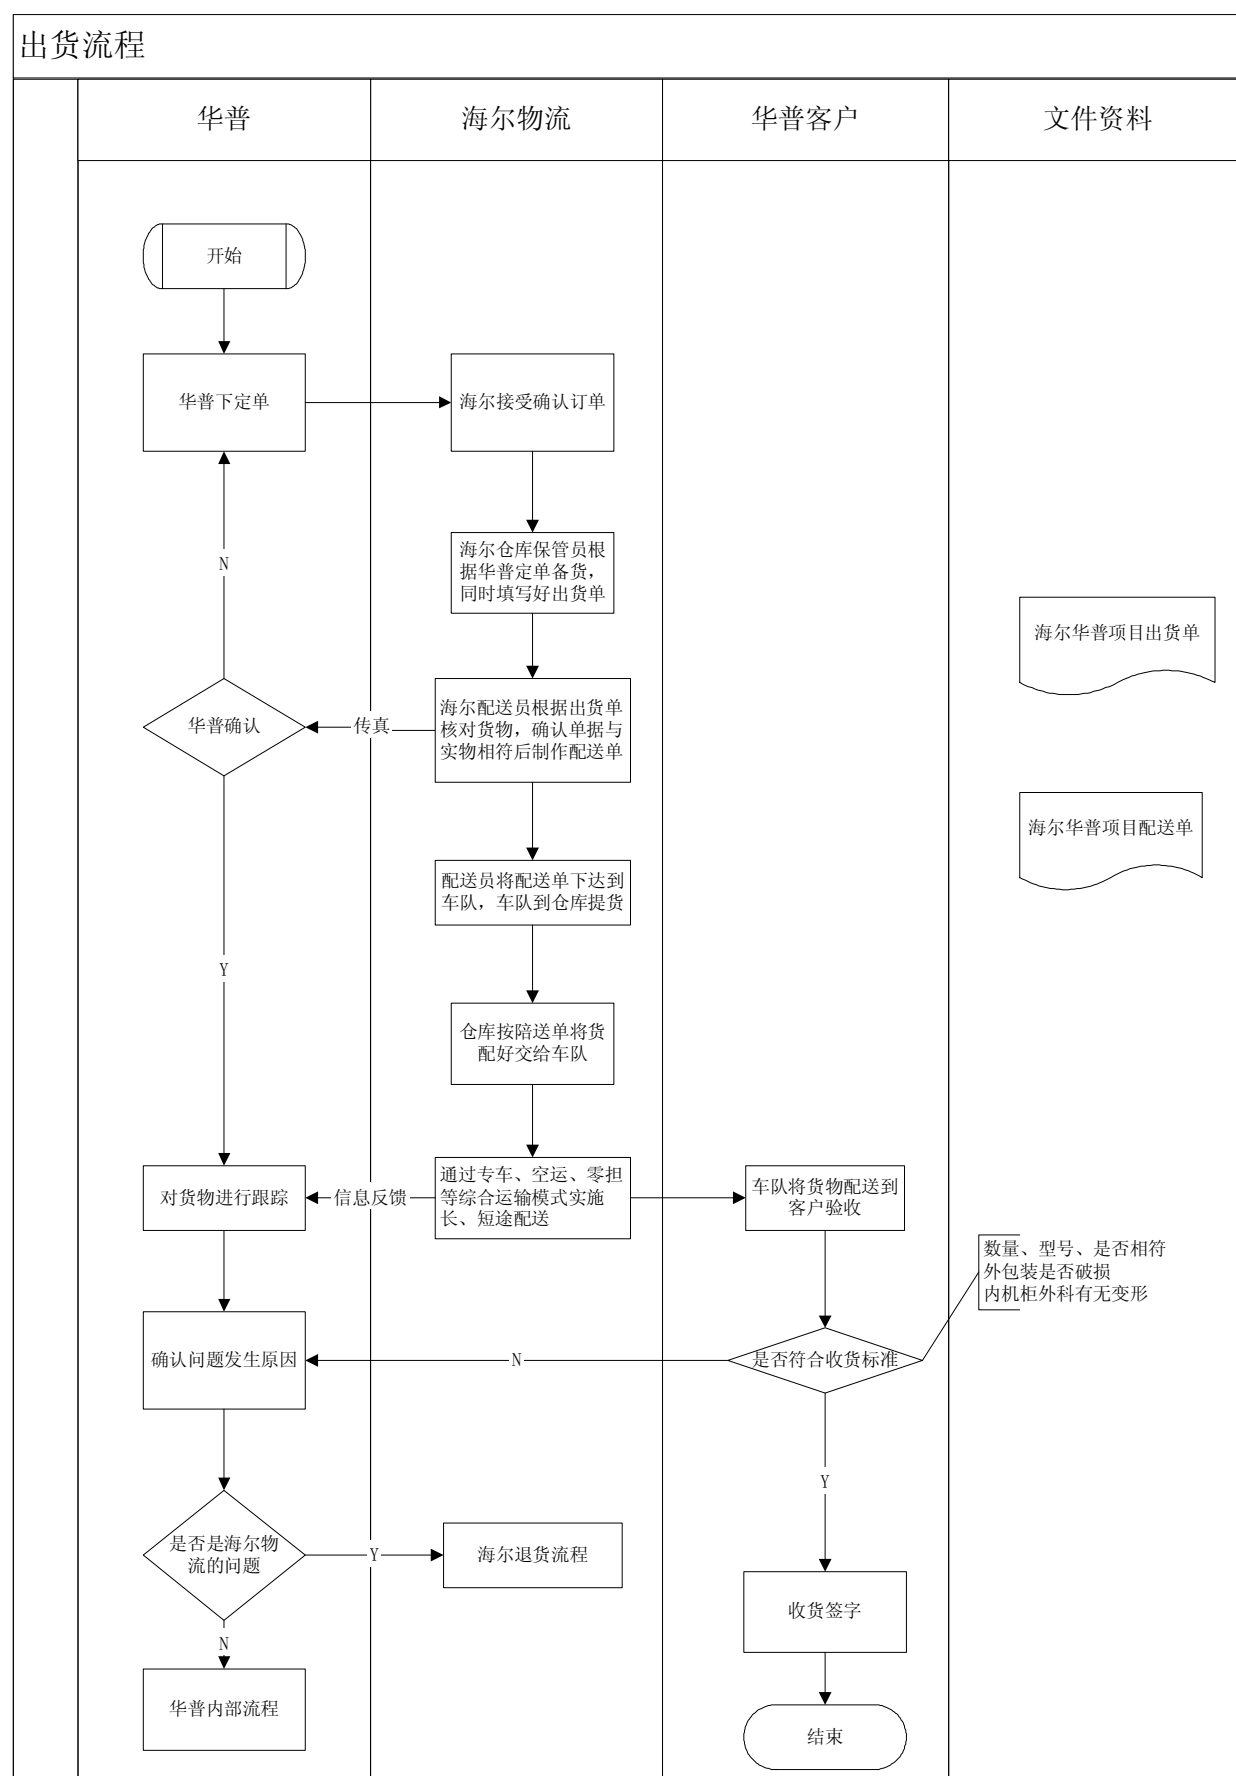 出货流程
华普
海尔物流
华普客户
文件资料
开始
华普下定单
海尔接受确认订单
N
海尔仓库保管员根
据华普定单备货，
同时填写好出货单
海尔华普项目出货单
华普确认
传真
海尔配送员根据出货单
核对货物，确认单据与
实物相符后制作配送单
海尔华普项目配送单
配送员将配送单下达到
车队，车队到仓库提货
Y
仓库按陪送单将货
配好交给车队
对货物进行跟踪
信息反馈
通过专车、空运、零担
等综合运输模式实施
长、短途配送
车队将货物配送到
客户验收
数量、型号、是否相符
外包装是否破损
内机柜外科有无变形
确认问题发生原因
N
是否符合收货标准
Y
是否是海尔物
流的问题
Y
海尔退货流程
收货签字
N
华普内部流程
结束